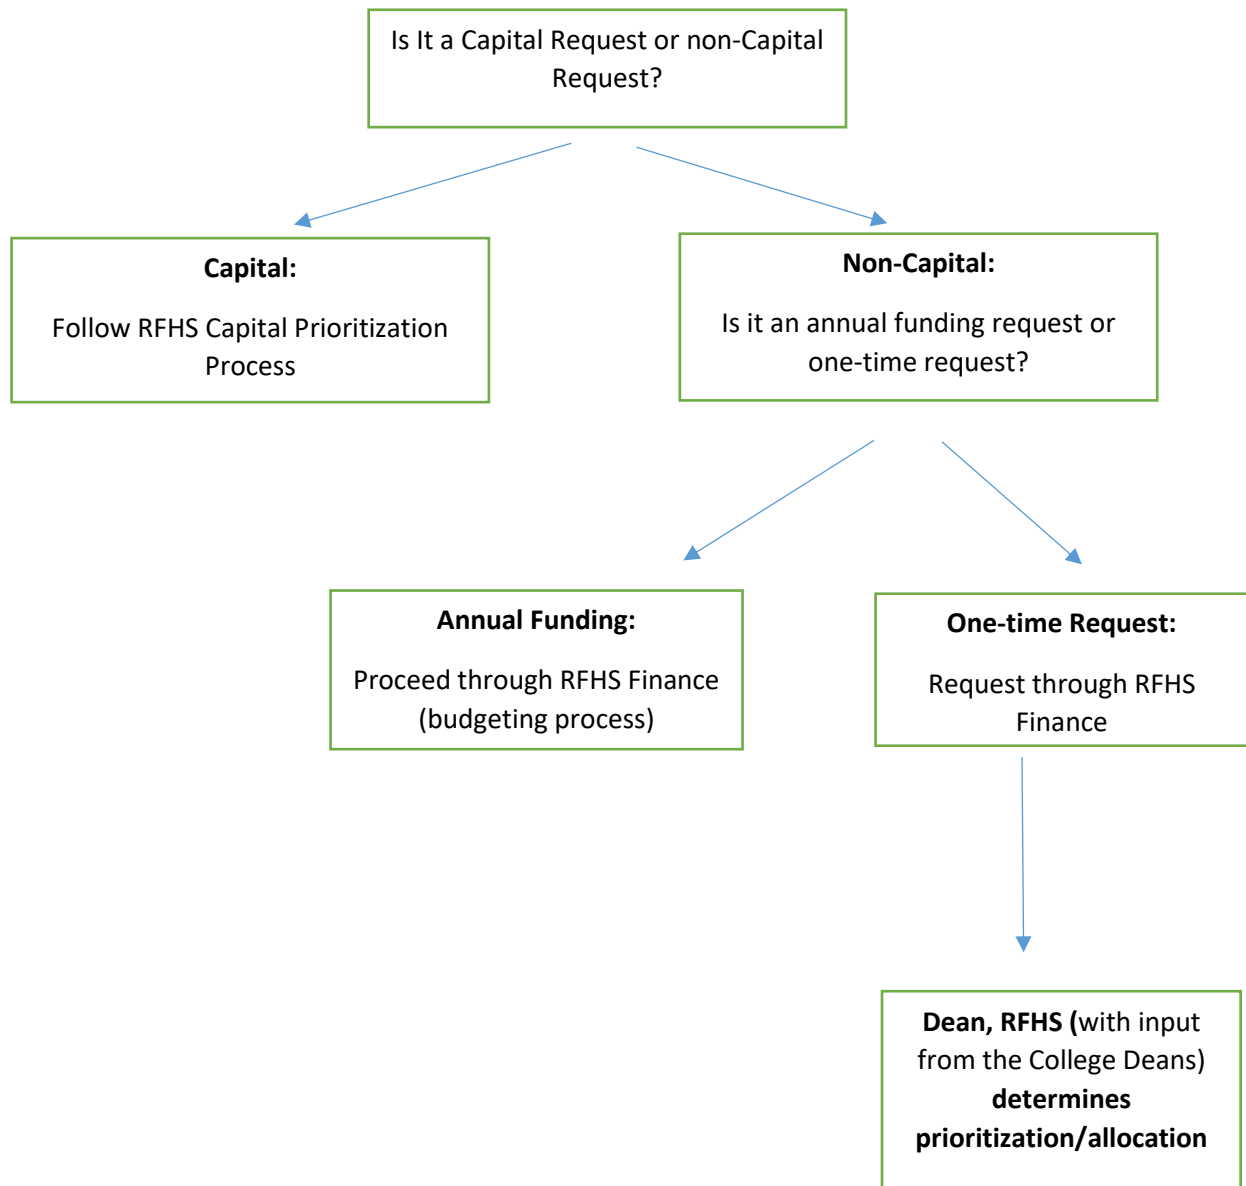 Is It a Capital Request or non-Capital
Request?
Capital:
Follow RFHS Capital Prioritization
Process
Non-Capital:
Is it an annual funding request or
one-time request?
Annual Funding:
Proceed through RFHS Finance
(budgeting process)
One-time Request:
Request through RFHS
Finance
Dean, RFHS (with input
from the College Deans)
determines
prioritization/allocation